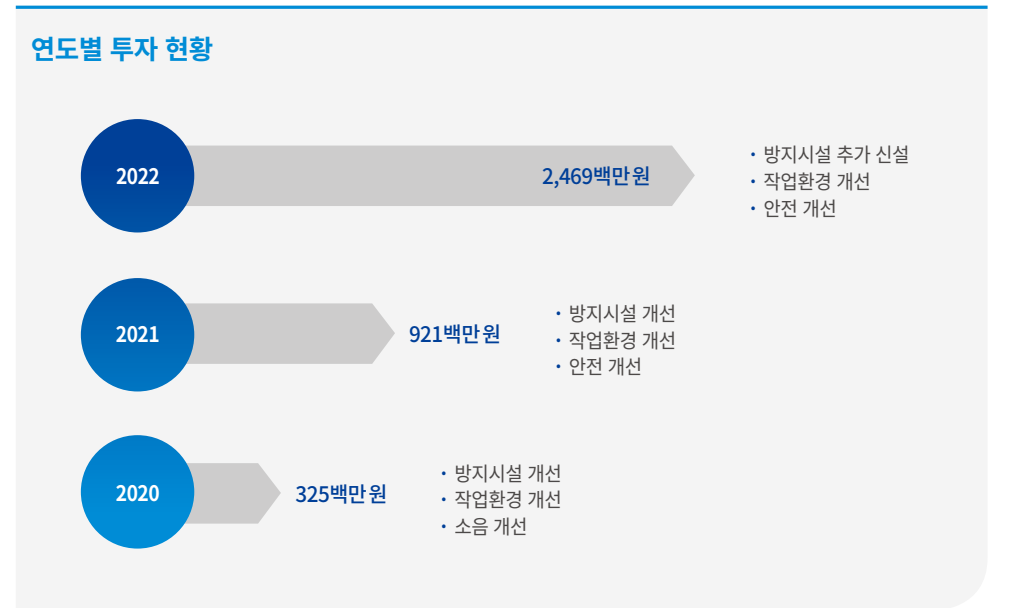 연도별 투자 현황
2022
2,469백만원
· 방지시설 추가 신설
· 작업환경 개선
· 안전 개선
2021
921백만원
· 방지시설 개선
· 작업환경 개선
· 안전 개선
2020
325백만원
· 방지시설 개선
· 작업환경 개선
· 소음 개선